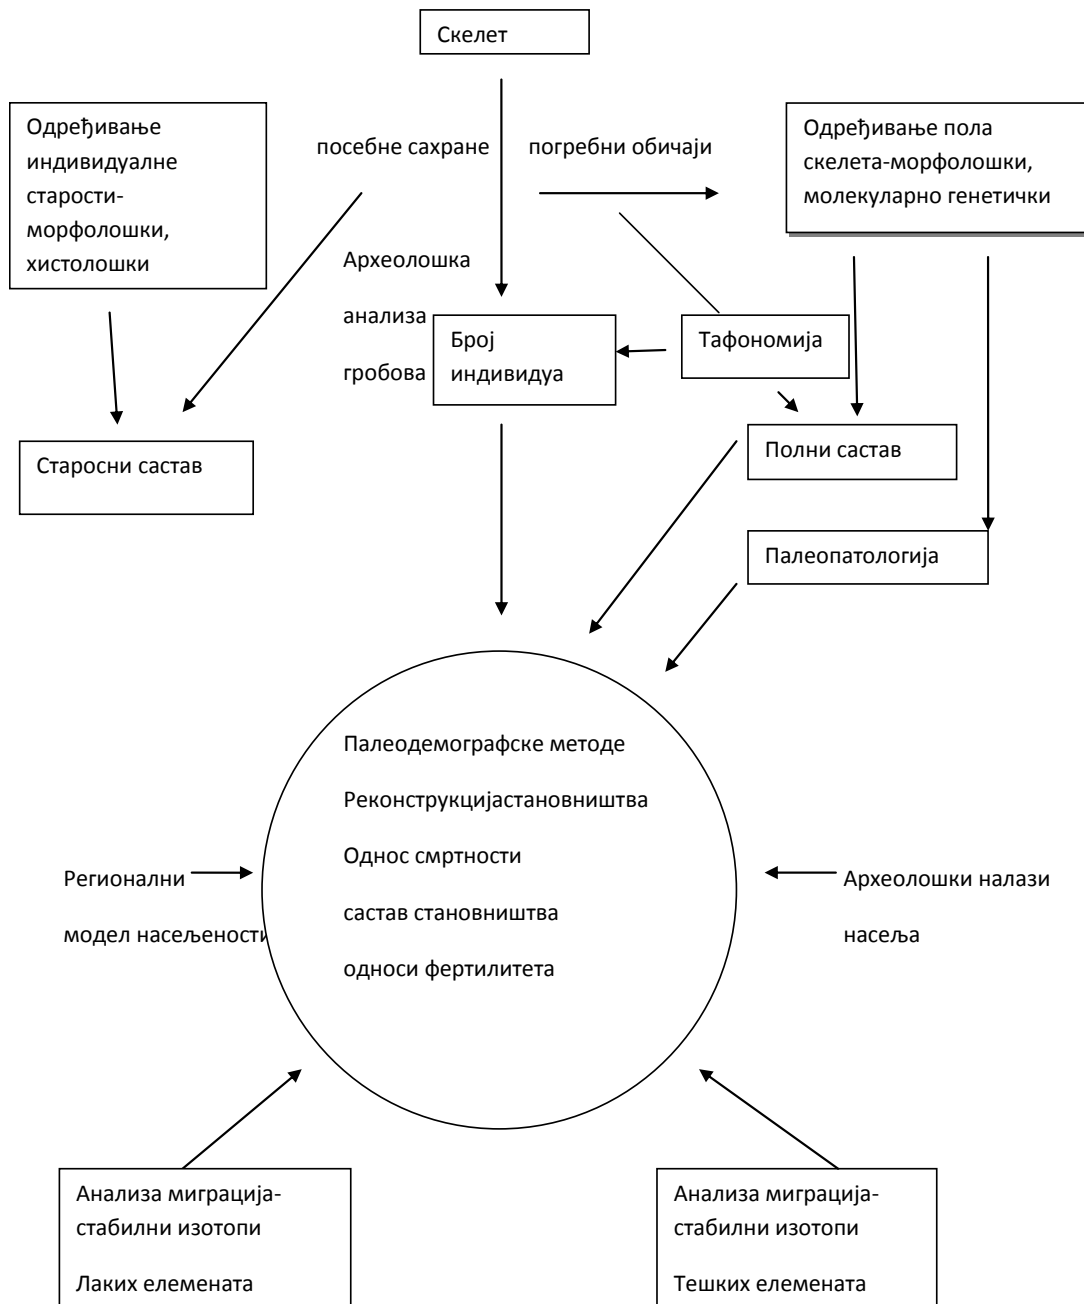 Скелет
Одређивање
индивидуалне
старости-
морфолошки,
хистолошки
посебне сахране
погребни обичаји
Одређивање пола
скелета-морфолошки,
молекуларно генетички
Археолошка
анализа
гробова
Број
индивидуа
Тафономија
Старосни састав
Полни састав
Палеопатологија
Палеодемографске методе
Реконструкцијастановништва
Однос смртности
састав становништва
односи фертилитета
Регионални
модел насељености
Археолошки налази
насеља
Анализа миграција-
стабилни изотопи
Лаких елемената
Анализа миграција-
стабилни изотопи
Тешких елемената